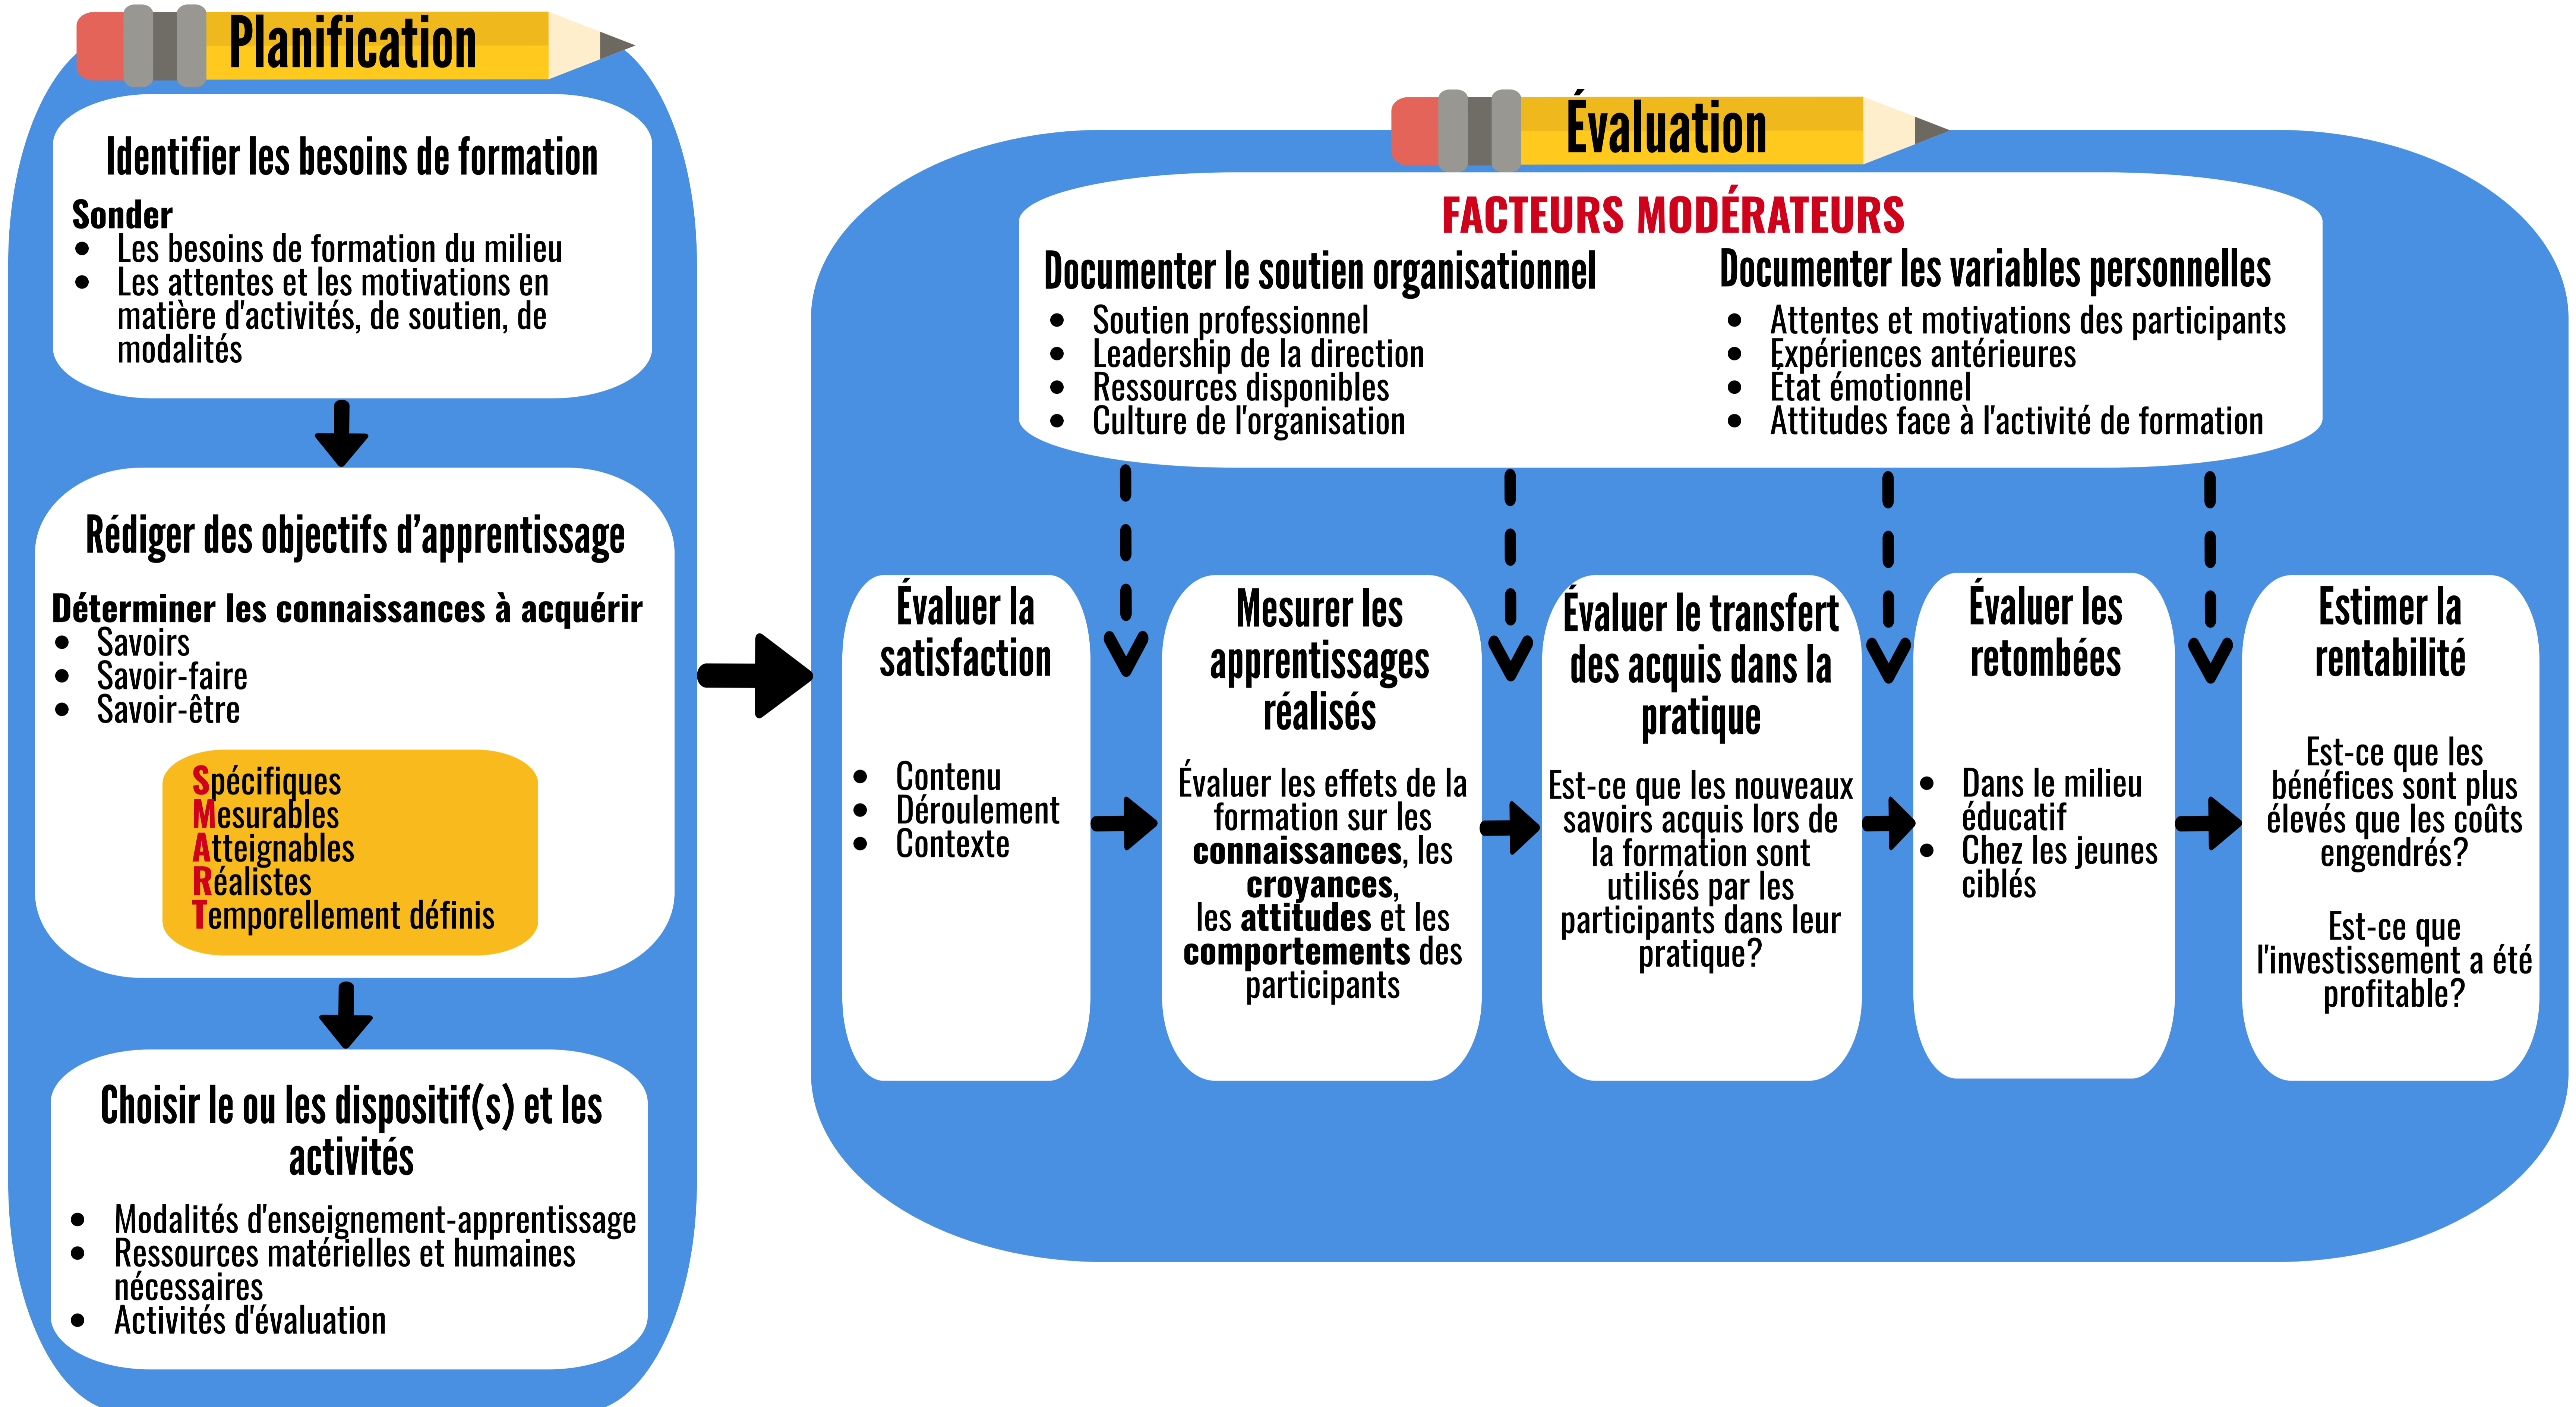 Planification
Identifier les besoins de formation
Sonder
• Les besoins de formation du milieu
• Les attentes et les motivations en
matière d'activités, de soutien, de
modalités
Rédiger des objectifs d’apprentissage
Déterminer les connaissances à acquérir
• Savoirs
• Savoir-faire
• Savoir-être
Spécifiques
Mesurables
Atteignables
Réalistes
Temporellement définis
Choisir le ou les dispositif(s) et les
activités
• Modalités d'enseignement-apprentissage
• Ressources matérielles et humaines
nécessaires
• Activités d'évaluation
Évaluation
FACTEURS MODÉRATEURS
Documenter le soutien organisationnel
• Soutien professionnel
• Leadership de la direction
• Ressources disponibles
• Culture de l'organisation
Documenter les variables personnelles
• Attentes et motivations des participants
• Expériences antérieures
• État émotionnel
• Attitudes face à l'activité de formation
Évaluer la
satisfaction
• Contenu
• Déroulement
• Contexte
Mesurer les
apprentissages
réalisés
Évaluer les effets de la
formation sur les
connaissances, les
croyances,
les attitudes et les
comportements des
participants
Évaluer le transfert
des acquis dans la
pratique
Est-ce que les nouveaux
savoirs acquis lors de
la formation sont
utilisés par les
participants dans leur
pratique?
Évaluer les
retombées
• Dans le milieu
éducatif
• Chez les jeunes
ciblés
Estimer la
rentabilité
Est-ce que les
bénéfices sont plus
élevés que les coûts
engendrés?
Est-ce que
l'investissement a été
profitable?